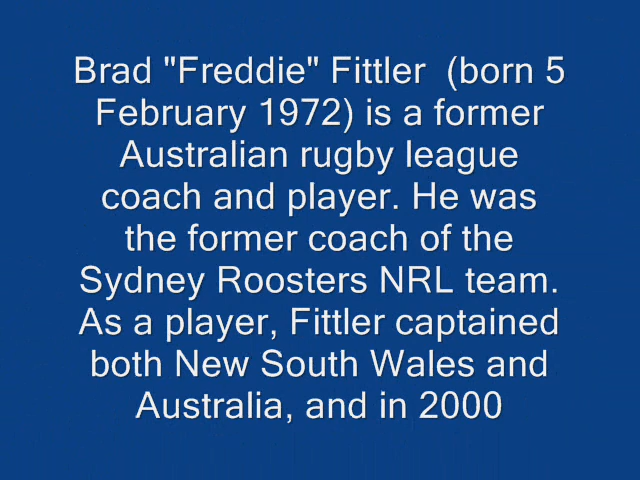 Brad "Freddie" Fittler  (born 5
February 1972) is a former
Australian rugby league
coach and player. He was
the former coach of the
Sydney Roosters NRL team.
As a player, Fittler captained
both New South Wales and
Australia, and in 2000